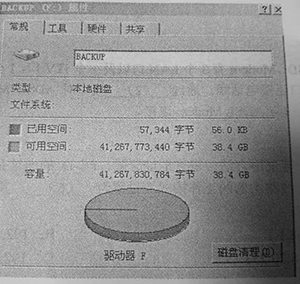 BACKUP (F:) 属性
常规 工具 硬件 共享
BACKUP
类型: 本地磁盘
文件系统:
已用空间: 57,344 字节 56.0 KB
可用空间: 41,267,773,440 字节 38.4 GB
容量: 41,267,830,784 字节 38.4 GB
驱动器 F
磁盘清理(D)